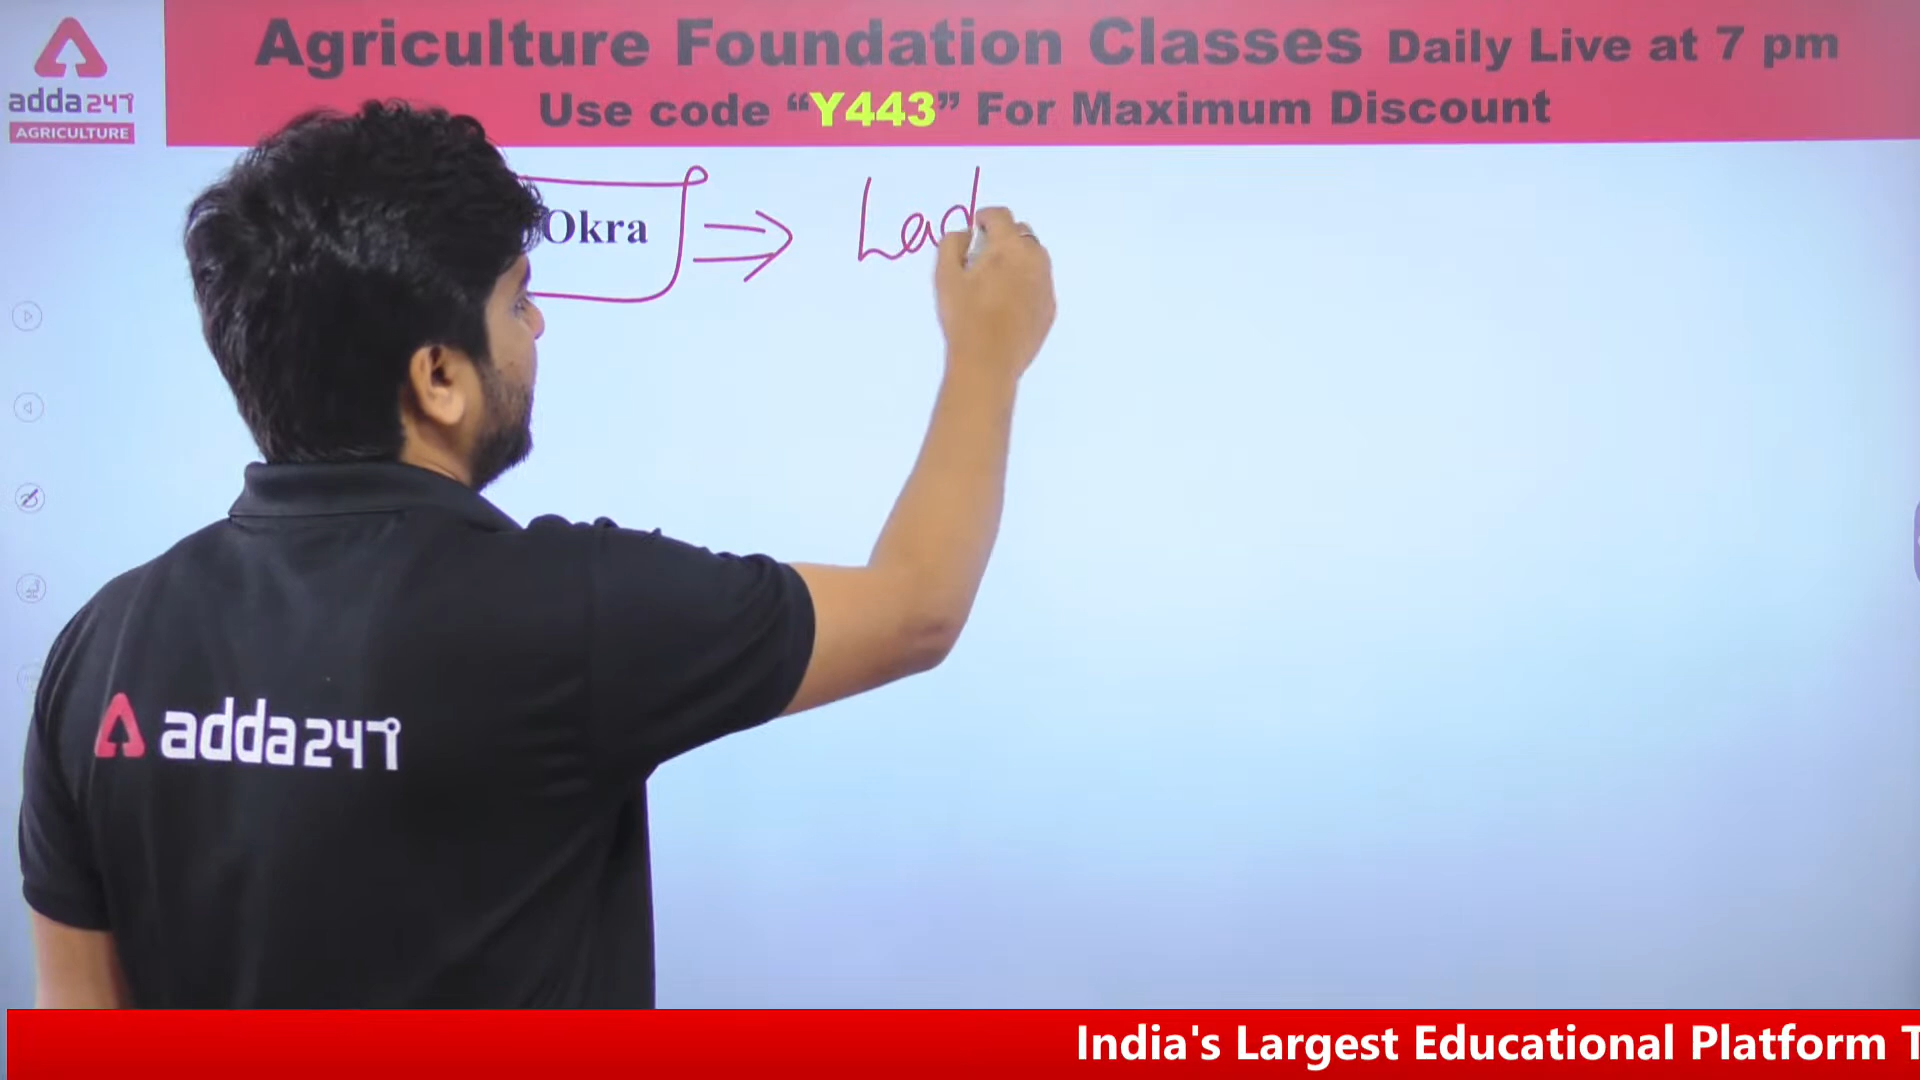 Agriculture Foundation Classes Daily Live at 7 pm
Use code “Y443” For Maximum Discount
adda247
AGRICULTURE
Okra ⇒ Lad
adda247
India's Largest Educational Platform T